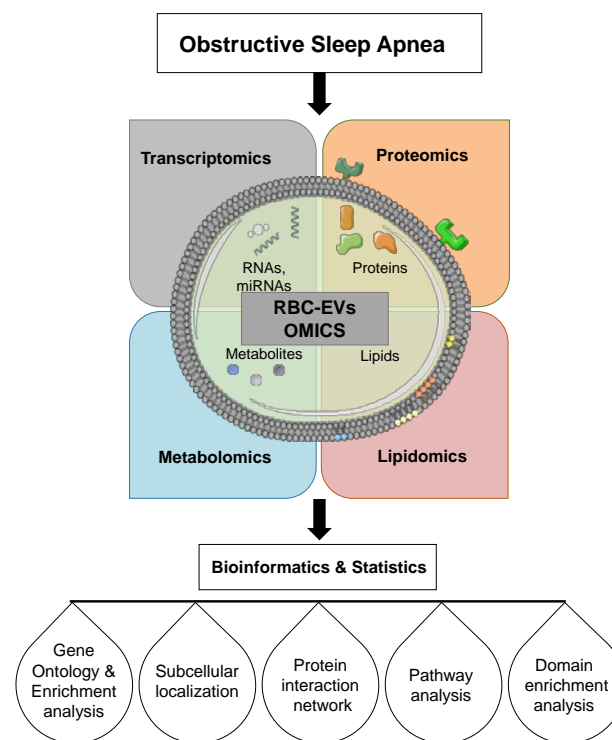 Obstructive Sleep Apnea
Transcriptomics
Proteomics
RNAs,
miRNAs
Proteins
RBC-EVs
OMICS
Metabolites
Lipids
Metabolomics
Lipidomics
Bioinformatics & Statistics
Gene
Ontology &
Enrichment
analysis
Subcellular
localization
Protein
interaction
network
Pathway
analysis
Domain
enrichment
analysis